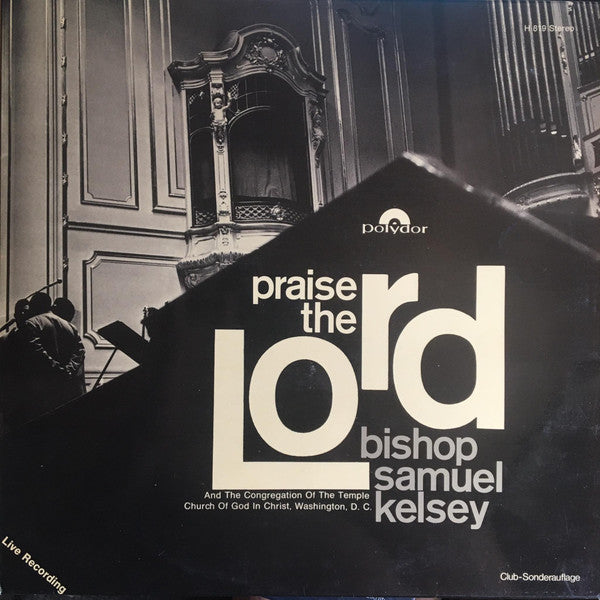 H 819 Stereo
polydor
praise
the
Lord
bishop
samuel
kelsey
And The Congregation Of The Temple
Church Of God In Christ, Washington, D. C.
Live Recording
Club-Sonderauflage